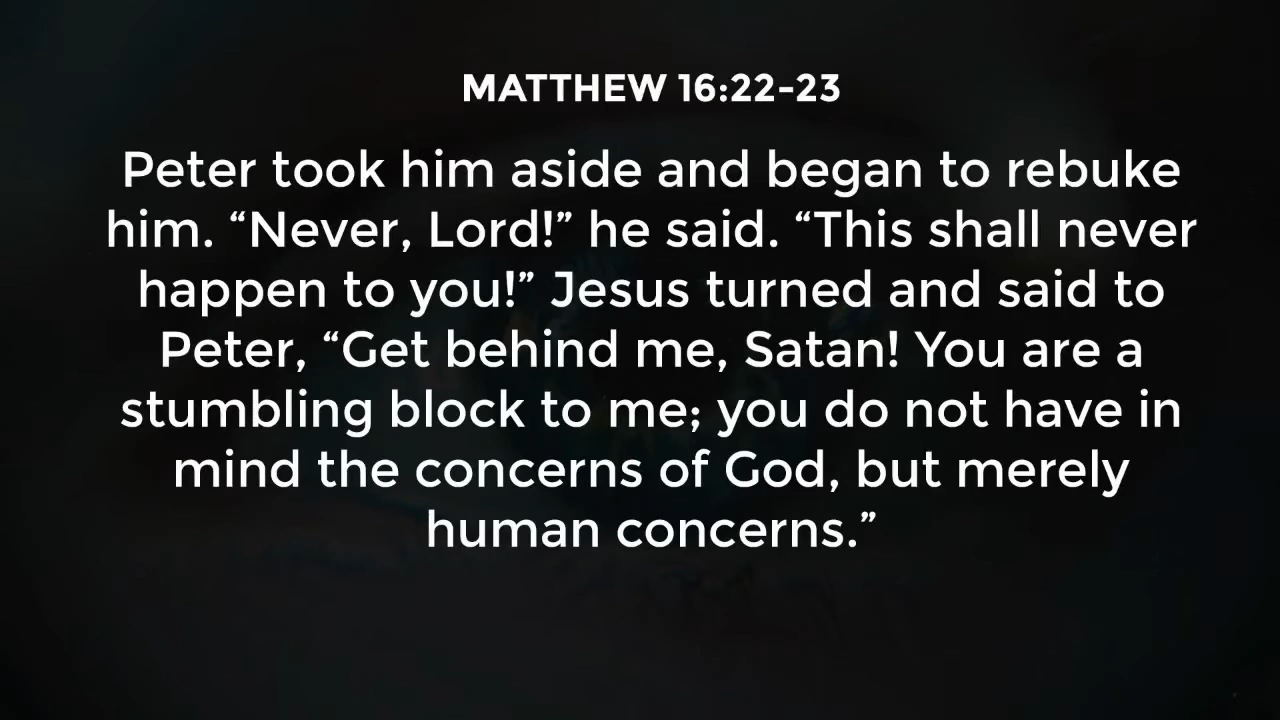 MATTHEW 16:22-23
Peter took him aside and began to rebuke
him. “Never, Lord!” he said. “This shall never
happen to you!” Jesus turned and said to
Peter, “Get behind me, Satan! You are a
stumbling block to me; you do not have in
mind the concerns of God, but merely
human concerns.”